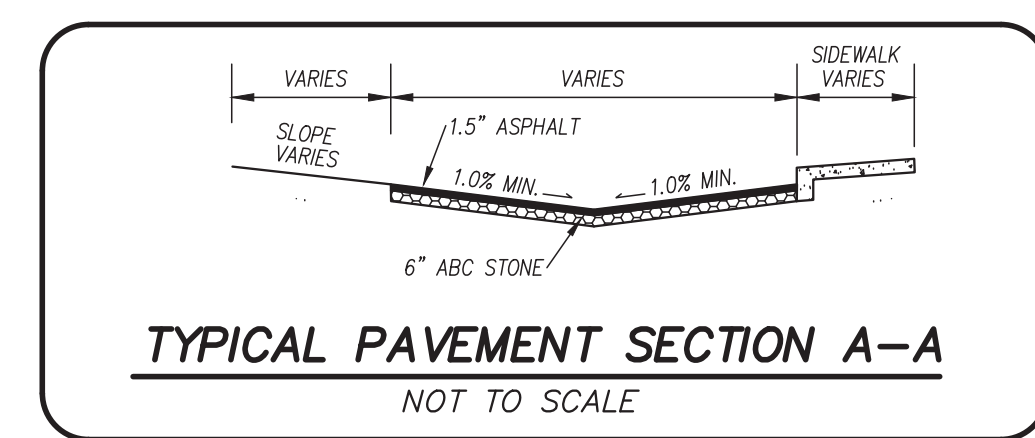 VARIES
VARIES
SIDEWALK
VARIES
SLOPE
VARIES
1.5" ASPHALT
1.0% MIN.
1.0% MIN.
6" ABC STONE
TYPICAL PAVEMENT SECTION A-A
NOT TO SCALE